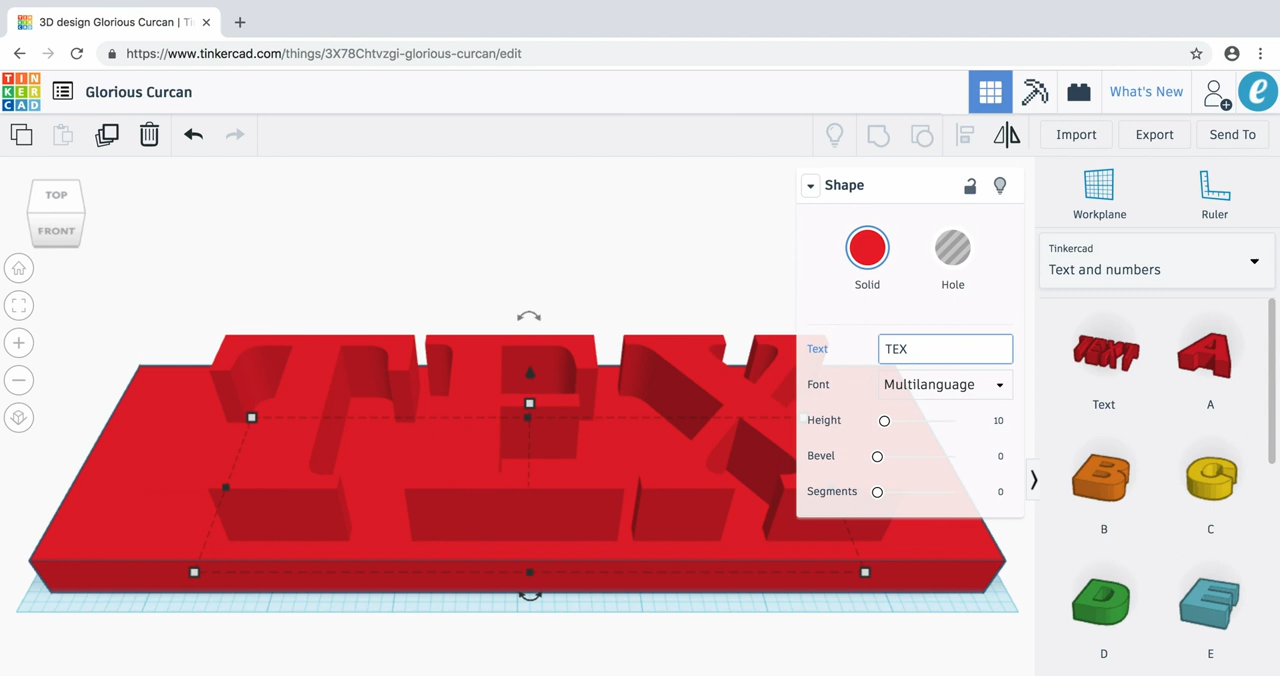 3D design Glorious Curcan | Ti
https://www.tinkercad.com/things/3X78Chtvzgi-glorious-curcan/edit
TIN
KER
CAD
Glorious Curcan
What's New
e
Import
Export
Send To
TOP
FRONT
Shape
Solid
Hole
Text
TEX
Font
Multilanguage
Height
10
Bevel
0
Segments
0
TEX
Workplane
Ruler
Tinkercad
Text and numbers
TEXT
A
Text
A
B
C
B
C
D
E
D
E